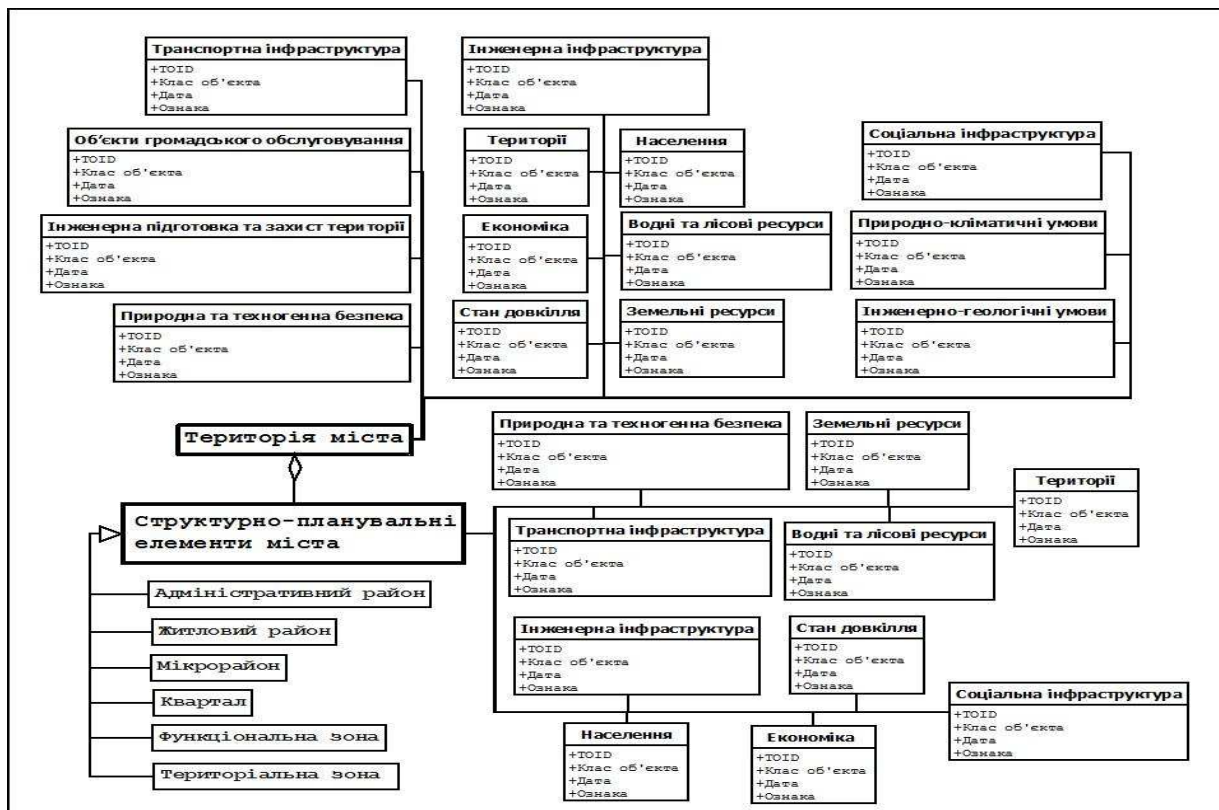 Транспортна інфраструктура
+TOID
+Клас об'єкта
+Дата
+Ознака
Інженерна інфраструктура
+TOID
+Клас об'єкта
+Дата
+Ознака
Об'єкти громадського обслуговування
+TOID
+Клас об'єкта
+Дата
+Ознака
Території
+TOID
+Клас об'єкта
+Дата
+Ознака
Населення
+TOID
+Клас об'єкта
+Дата
+Ознака
Соціальна інфраструктура
+TOID
+Клас об'єкта
+Дата
+Ознака
Інженерна підготовка та захист території
+TOID
+Клас об'єкта
+Дата
+Ознака
Економіка
+TOID
+Клас об'єкта
+Дата
+Ознака
Водні та лісові ресурси
+TOID
+Клас об'єкта
+Дата
+Ознака
Природно-кліматичні умови
+TOID
+Клас об'єкта
+Дата
+Ознака
Природна та техногенна безпека
+TOID
+Клас об'єкта
+Дата
+Ознака
Стан довкілля
+TOID
+Клас об'єкта
+Дата
+Ознака
Земельні ресурси
+TOID
+Клас об'єкта
+Дата
+Ознака
Інженерно-геологічні умови
+TOID
+Клас об'єкта
+Дата
+Ознака
Територія міста
Структурно-планувальні
елементи міста
Адміністративний район
Житловий район
Мікрорайон
Квартал
Функціональна зона
Територіальна зона
Природна та техногенна безпека
+TOID
+Клас об'єкта
+Дата
+Ознака
Земельні ресурси
+TOID
+Клас об'єкта
+Дата
+Ознака
Території
+TOID
+Клас об'єкта
+Дата
+Ознака
Транспортна інфраструктура
+TOID
+Клас об'єкта
+Дата
+Ознака
Водні та лісові ресурси
+TOID
+Клас об'єкта
+Дата
+Ознака
Інженерна інфраструктура
+TOID
+Клас об'єкта
+Дата
+Ознака
Стан довкілля
+TOID
+Клас об'єкта
+Дата
+Ознака
Соціальна інфраструктура
+TOID
+Клас об'єкта
+Дата
+Ознака
Населення
+TOID
+Клас об'єкта
+Дата
+Ознака
Економіка
+TOID
+Клас об'єкта
+Дата
+Ознака